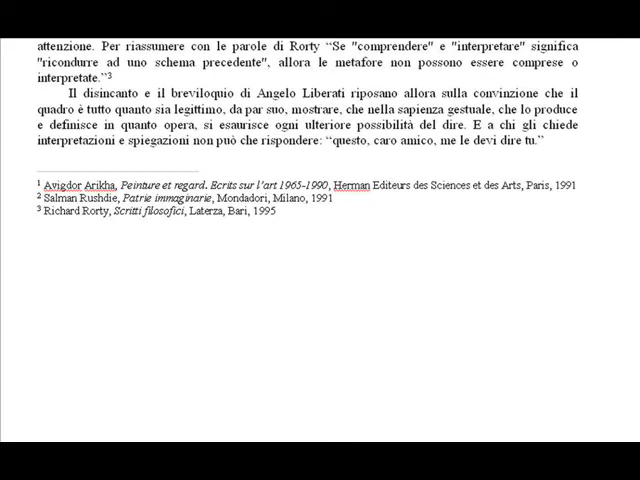 attenzione. Per riassumere con le parole di Rorty “Se "comprendere" e "interpretare" significa
"ricondurre ad uno schema precedente", allora le metafore non possono essere comprese o
interpretate.”3
Il disincanto e il breviloquio di Angelo Liberati riposano allora sulla convinzione che il
quadro è tutto quanto sia legittimo, da par suo, mostrare, che nella sapienza gestuale, che lo produce
e definisce in quanto opera, si esaurisce ogni ulteriore possibilità del dire. E a chi gli chiede
interpretazioni e spiegazioni non può che rispondere: “questo, caro amico, me le devi dire tu.”
1 Avigdor Arikha, Peinture et regard. Ecrits sur l’art 1965-1990, Herman Editeurs des Sciences et des Arts, Paris, 1991
2 Salman Rushdie, Patrie immaginarie, Mondadori, Milano, 1991
3 Richard Rorty, Scritti filosofici, Laterza, Bari, 1995